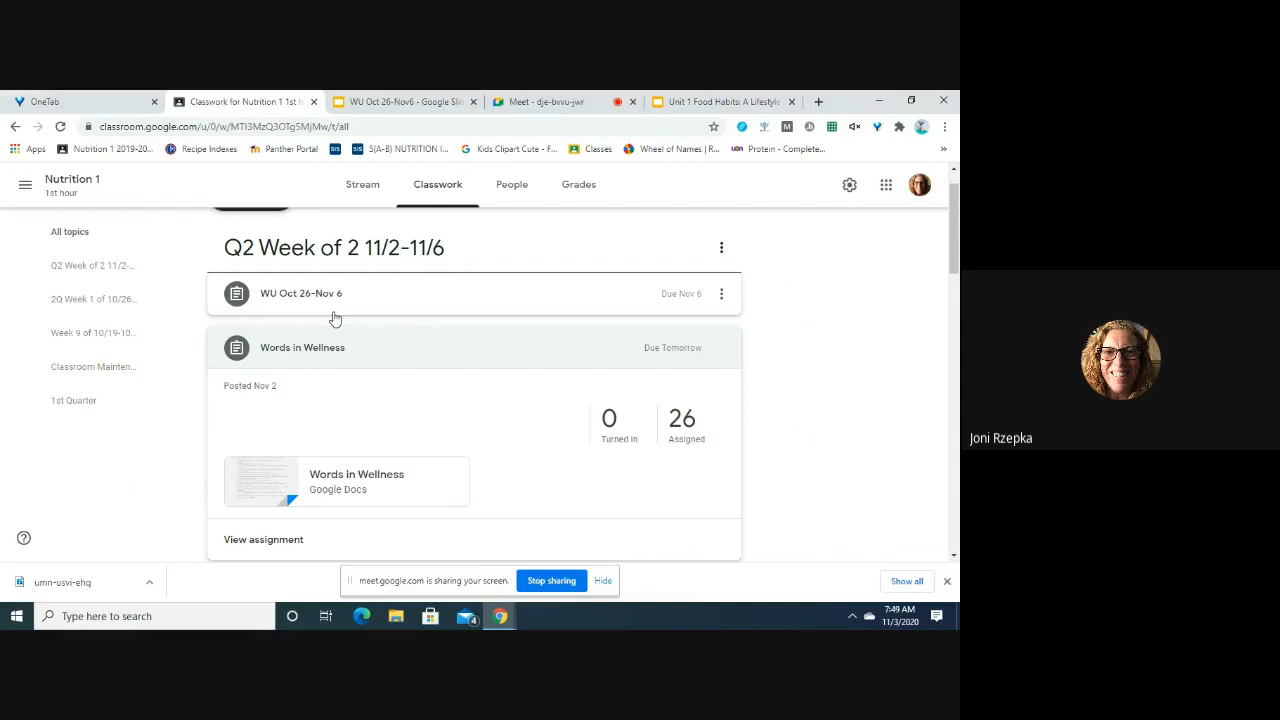 OneTab
Classwork for Nutrition 1 1st h
WU Oct 26-Nov6 - Google Slid
Meet - dje-bvvu-jwr
Unit 1 Food Habits: A Lifestyle
classroom.google.com/u/0/w/MTI3MzQ3OTg5MjMw/t/all
Apps
Nutrition 1 2019-20...
Recipe Indexes
Panther Portal
SIS
SIS
5(A-B) NUTRITION I...
Kids Clipart Cute - F...
Classes
Wheel of Names | R...
Protein - Complete...
»
Nutrition 1
1st hour
Stream
Classwork
People
Grades
All topics
Q2 Week of 2 11/2-...
2Q Week 1 of 10/26...
Week 9 of 10/19-10...
Classroom Mainten...
1st Quarter
Q2 Week of 2 11/2-11/6
WU Oct 26-Nov 6
Due Nov 6
Words in Wellness
Due Tomorrow
Posted Nov 2
0
Turned in
26
Assigned
Words in Wellness
Google Docs
View assignment
Joni Rzepka
umn-usvi-ehq
meet.google.com is sharing your screen.
Stop sharing
Hide
Show all
Type here to search
4
7:49 AM
11/3/2020